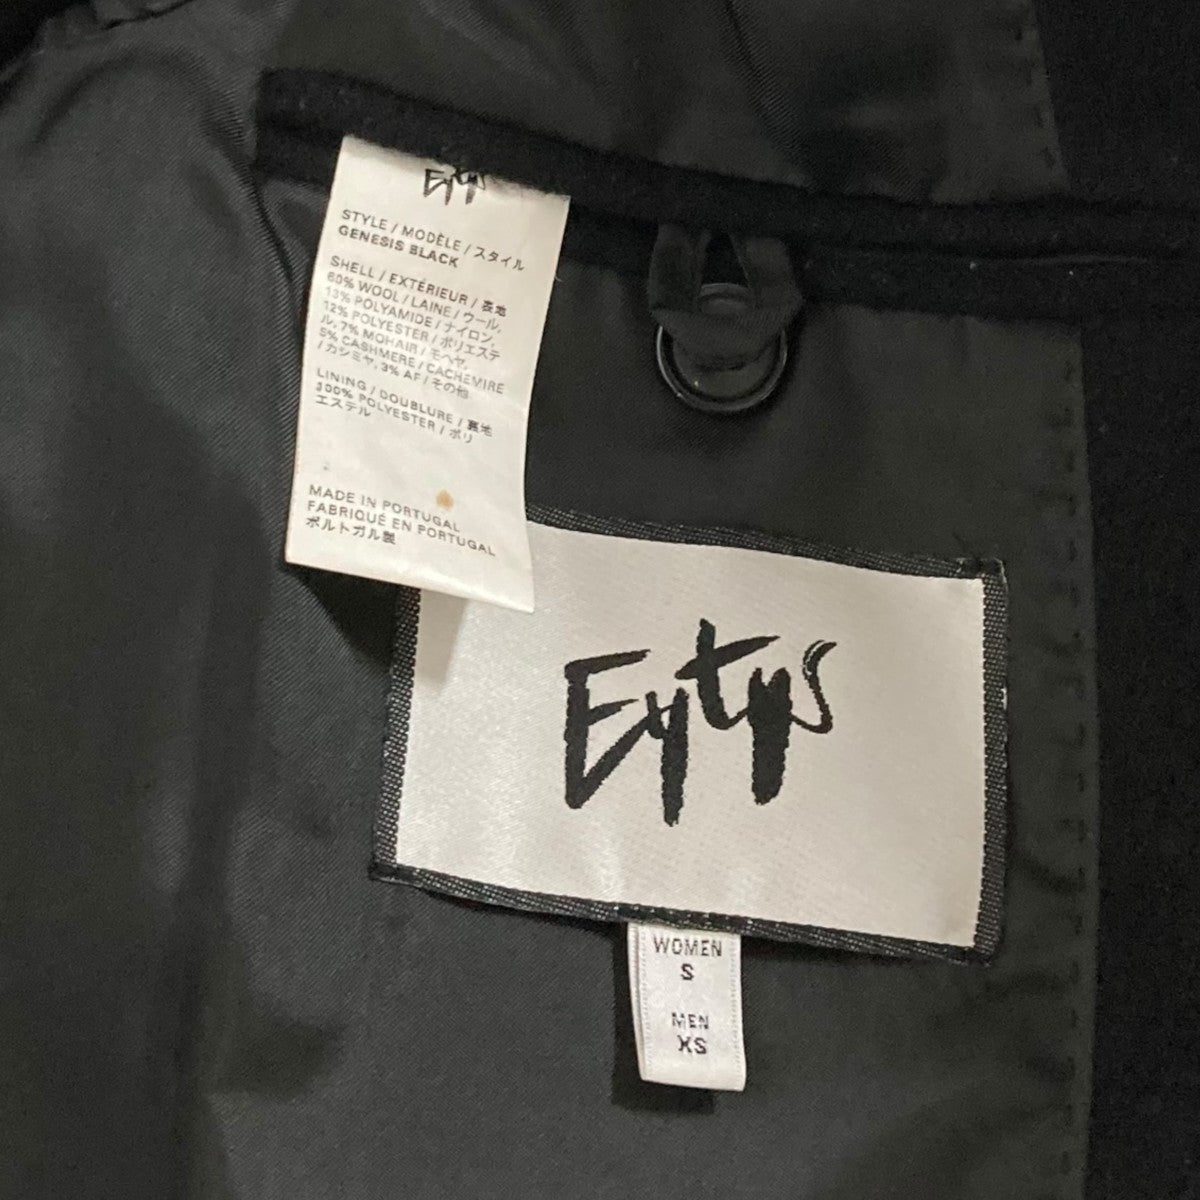 Eytys
STYLE / MODÈLE / スタイル
GENESIS BLACK
SHELL / EXTÉRIEUR / 表地
60% WOOL / LAINE / ウール,
13% POLYAMIDE / ナイロン,
12% POLYESTER / ポリエステ
ル, 7% MOHAIR / モヘヤ,
5% CASHMERE / CACHEMIRE
/ カシミヤ, 3% AF / その他
LINING / DOUBLURE / 裏地
100% POLYESTER / ポリ
エステル
MADE IN PORTUGAL
FABRIQUÉ EN PORTUGAL
ポルトガル製
Eytys
WOMEN
S
MEN
XS